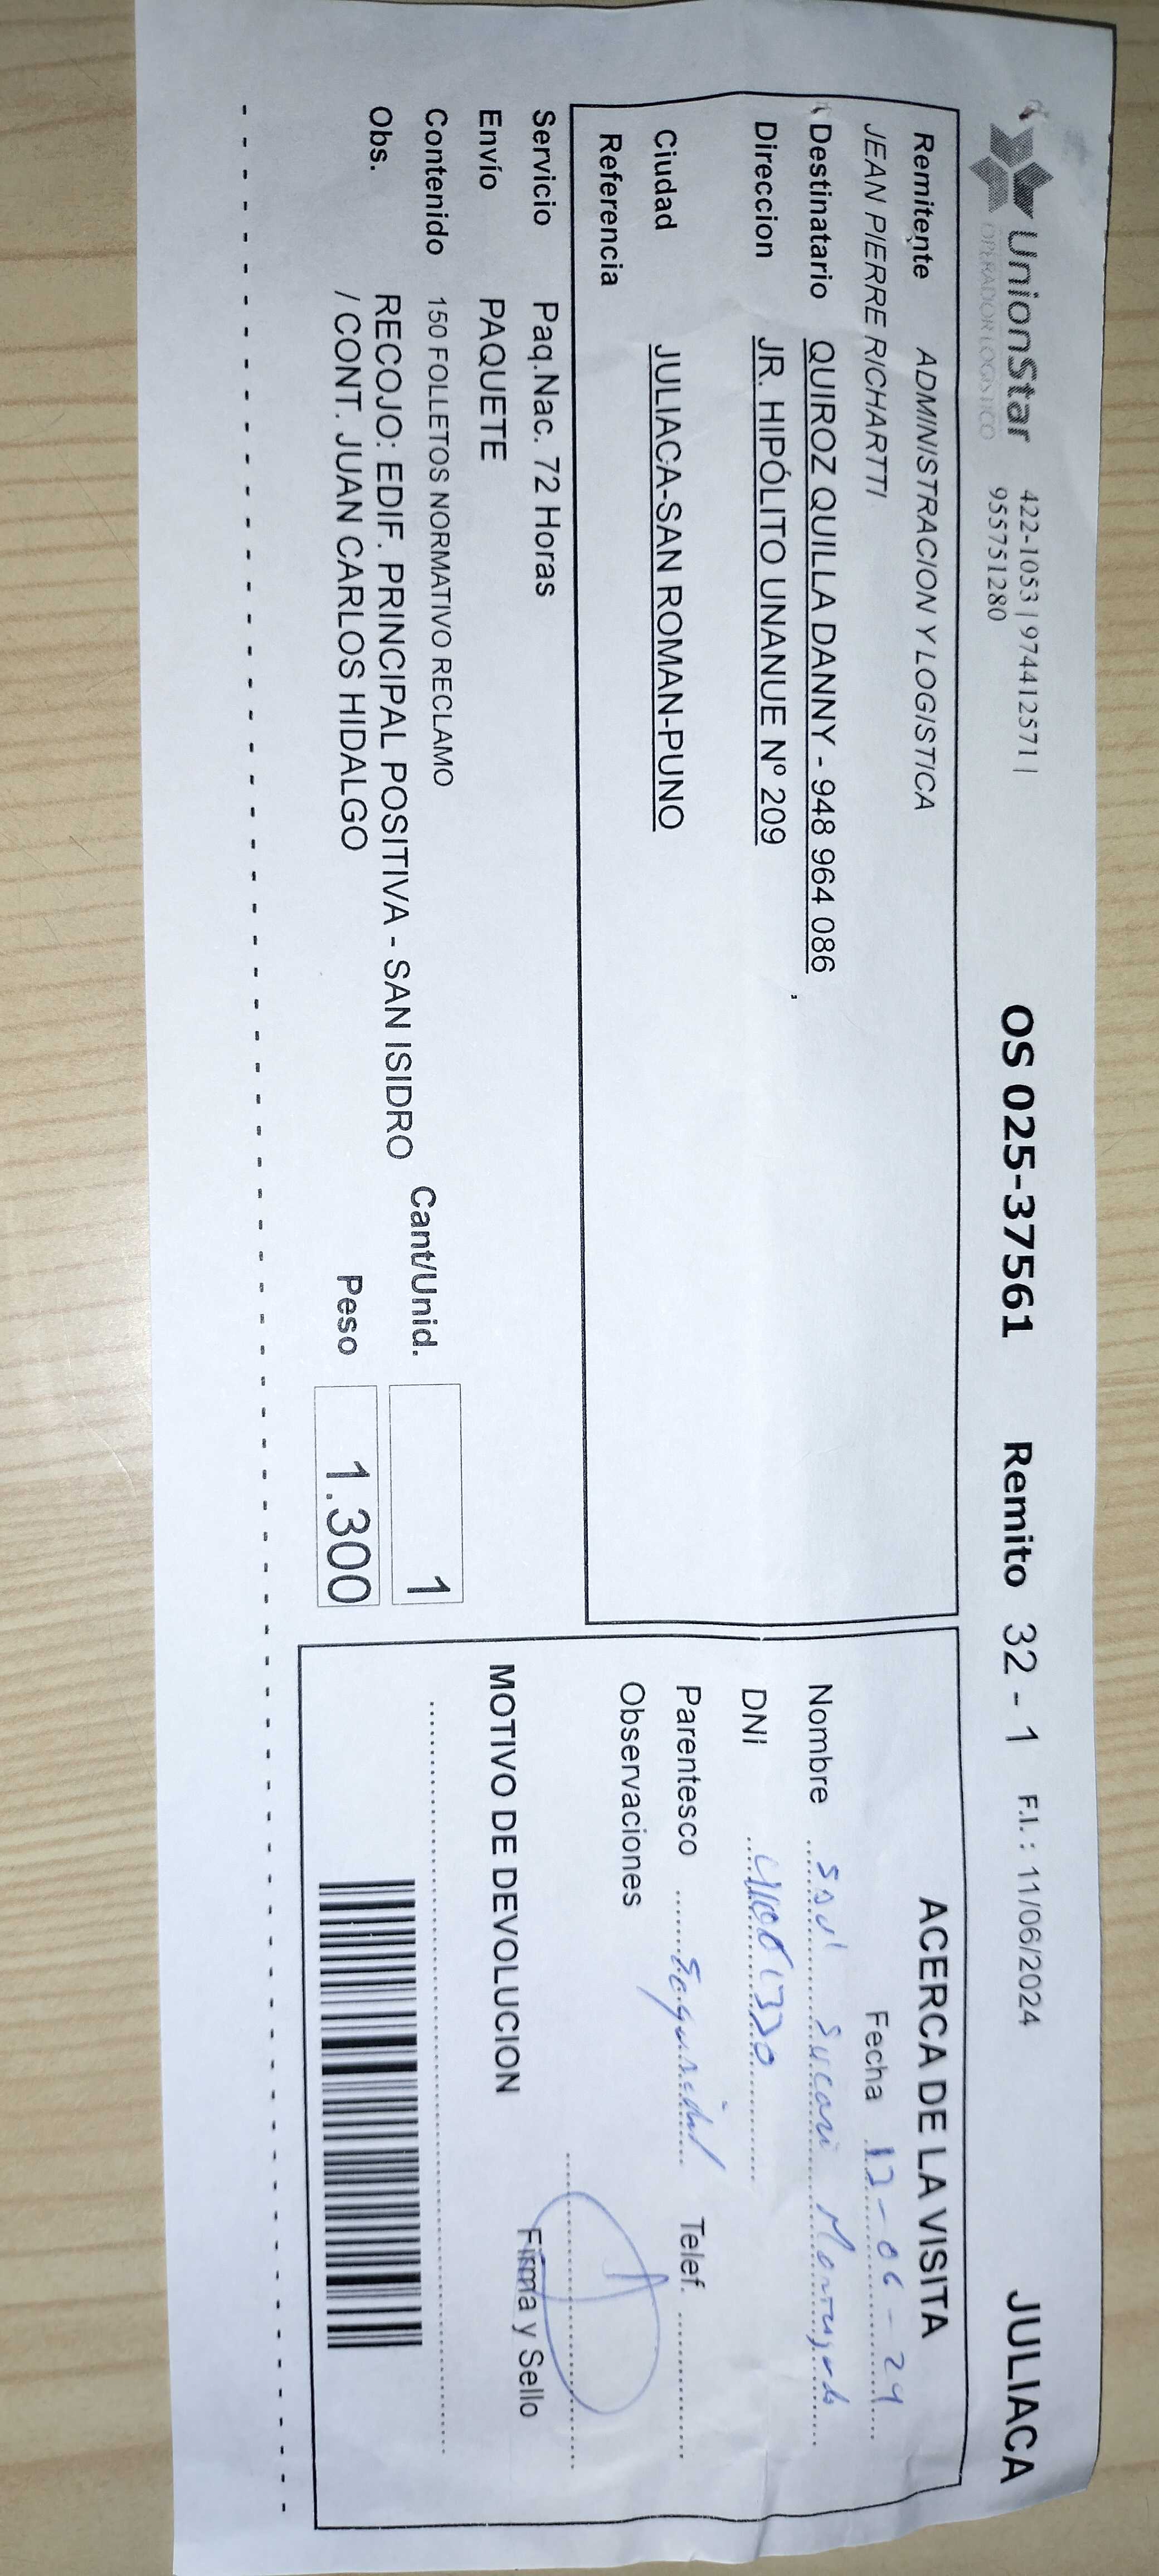 UnionStar
OPERADOR LOGISTICO
422-1053 | 974412571 |
955751280
OS 025-37561 Remito 32 - 1 F.I. : 11/06/2024 JULIACA
Remitente ADMINISTRACION Y LOGISTICA
JEAN PIERRE RICHARTTI
Destinatario QUIROZ QUILLA DANNY - 948 964 086
Direccion JR. HIPÓLITO UNANUE Nº 209
Ciudad JULIACA-SAN ROMAN-PUNO
Referencia
Servicio Paq.Nac. 72 Horas
Envío PAQUETE
Contenido 150 FOLLETOS NORMATIVO RECLAMO
Obs. RECOJO: EDIF. PRINCIPAL POSITIVA - SAN ISIDRO
/ CONT. JUAN CARLOS HIDALGO
Cant/Unid. 1
Peso 1.300
ACERCA DE LA VISITA
Fecha
Nombre Saul Sucari
DNI
Parentesco Seguridad Telef.
Observaciones
Firma y Sello
MOTIVO DE DEVOLUCION